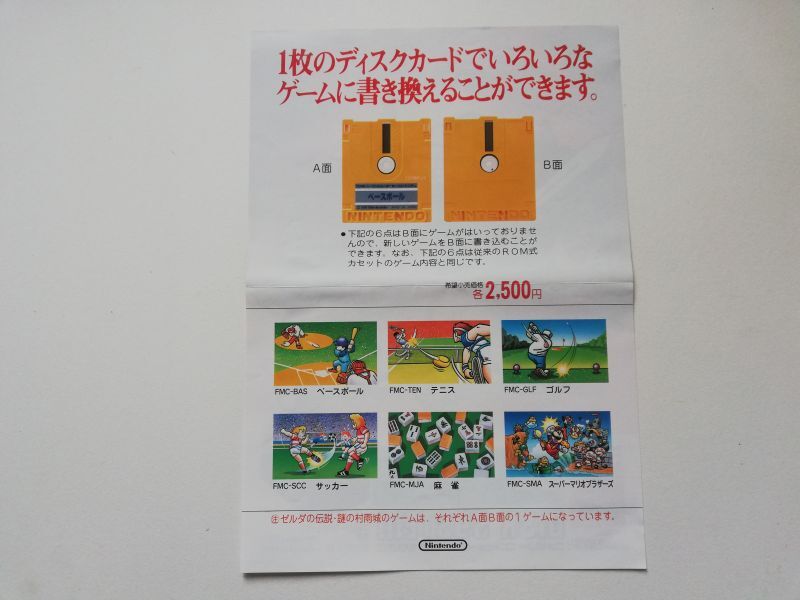 1枚のディスクカードでいろいろな
ゲームに書き換えることができます。
A面
B面
ベースボール
NINTENDO
NINTENDO
●下記の6点はB面にゲームがはいっておりませ
んので、新しいゲームをB面に書き込むことが
できます。なお、下記の6点は従来のROM式
カセットのゲーム内容と同じです。
希望小売価格
各2,500円
FMC-BAS ベースボール
FMC-TEN テニス
FMC-GLF ゴルフ
FMC-SCC サッカー
FMC-MJA 麻雀
FMC-SMA スーパーマリオブラザーズ
㊟ゼルダの伝説・謎の村雨城のゲームは、それぞれA面B面の1ゲームになっています。
Nintendo